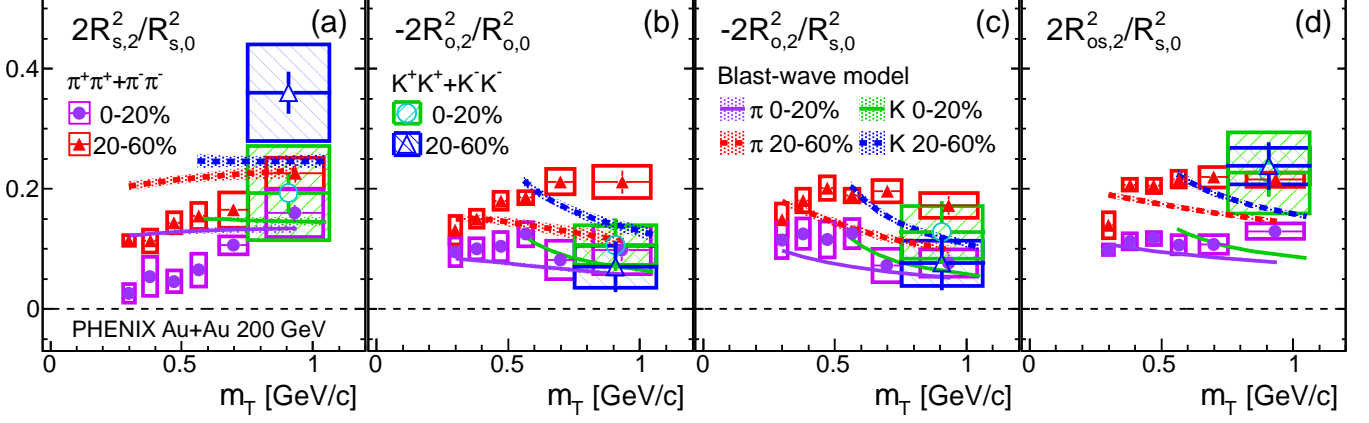 2R²s,2/R²s,0 (a)
π⁺π⁺+π⁻π⁻
0-20%
20-60%
PHENIX Au+Au 200 GeV
-2R²o,2/R²o,0 (b)
K⁺K⁺+K⁻K⁻
0-20%
20-60%
-2R²o,2/R²s,0 (c)
Blast-wave model
π 0-20% K 0-20%
π 20-60% K 20-60%
2R²os,2/R²s,0 (d)
0.4
0.2
0
0 0.5 1 0 0.5 1 0 0.5 1 0 0.5 1
mT [GeV/c] mT [GeV/c] mT [GeV/c] mT [GeV/c]